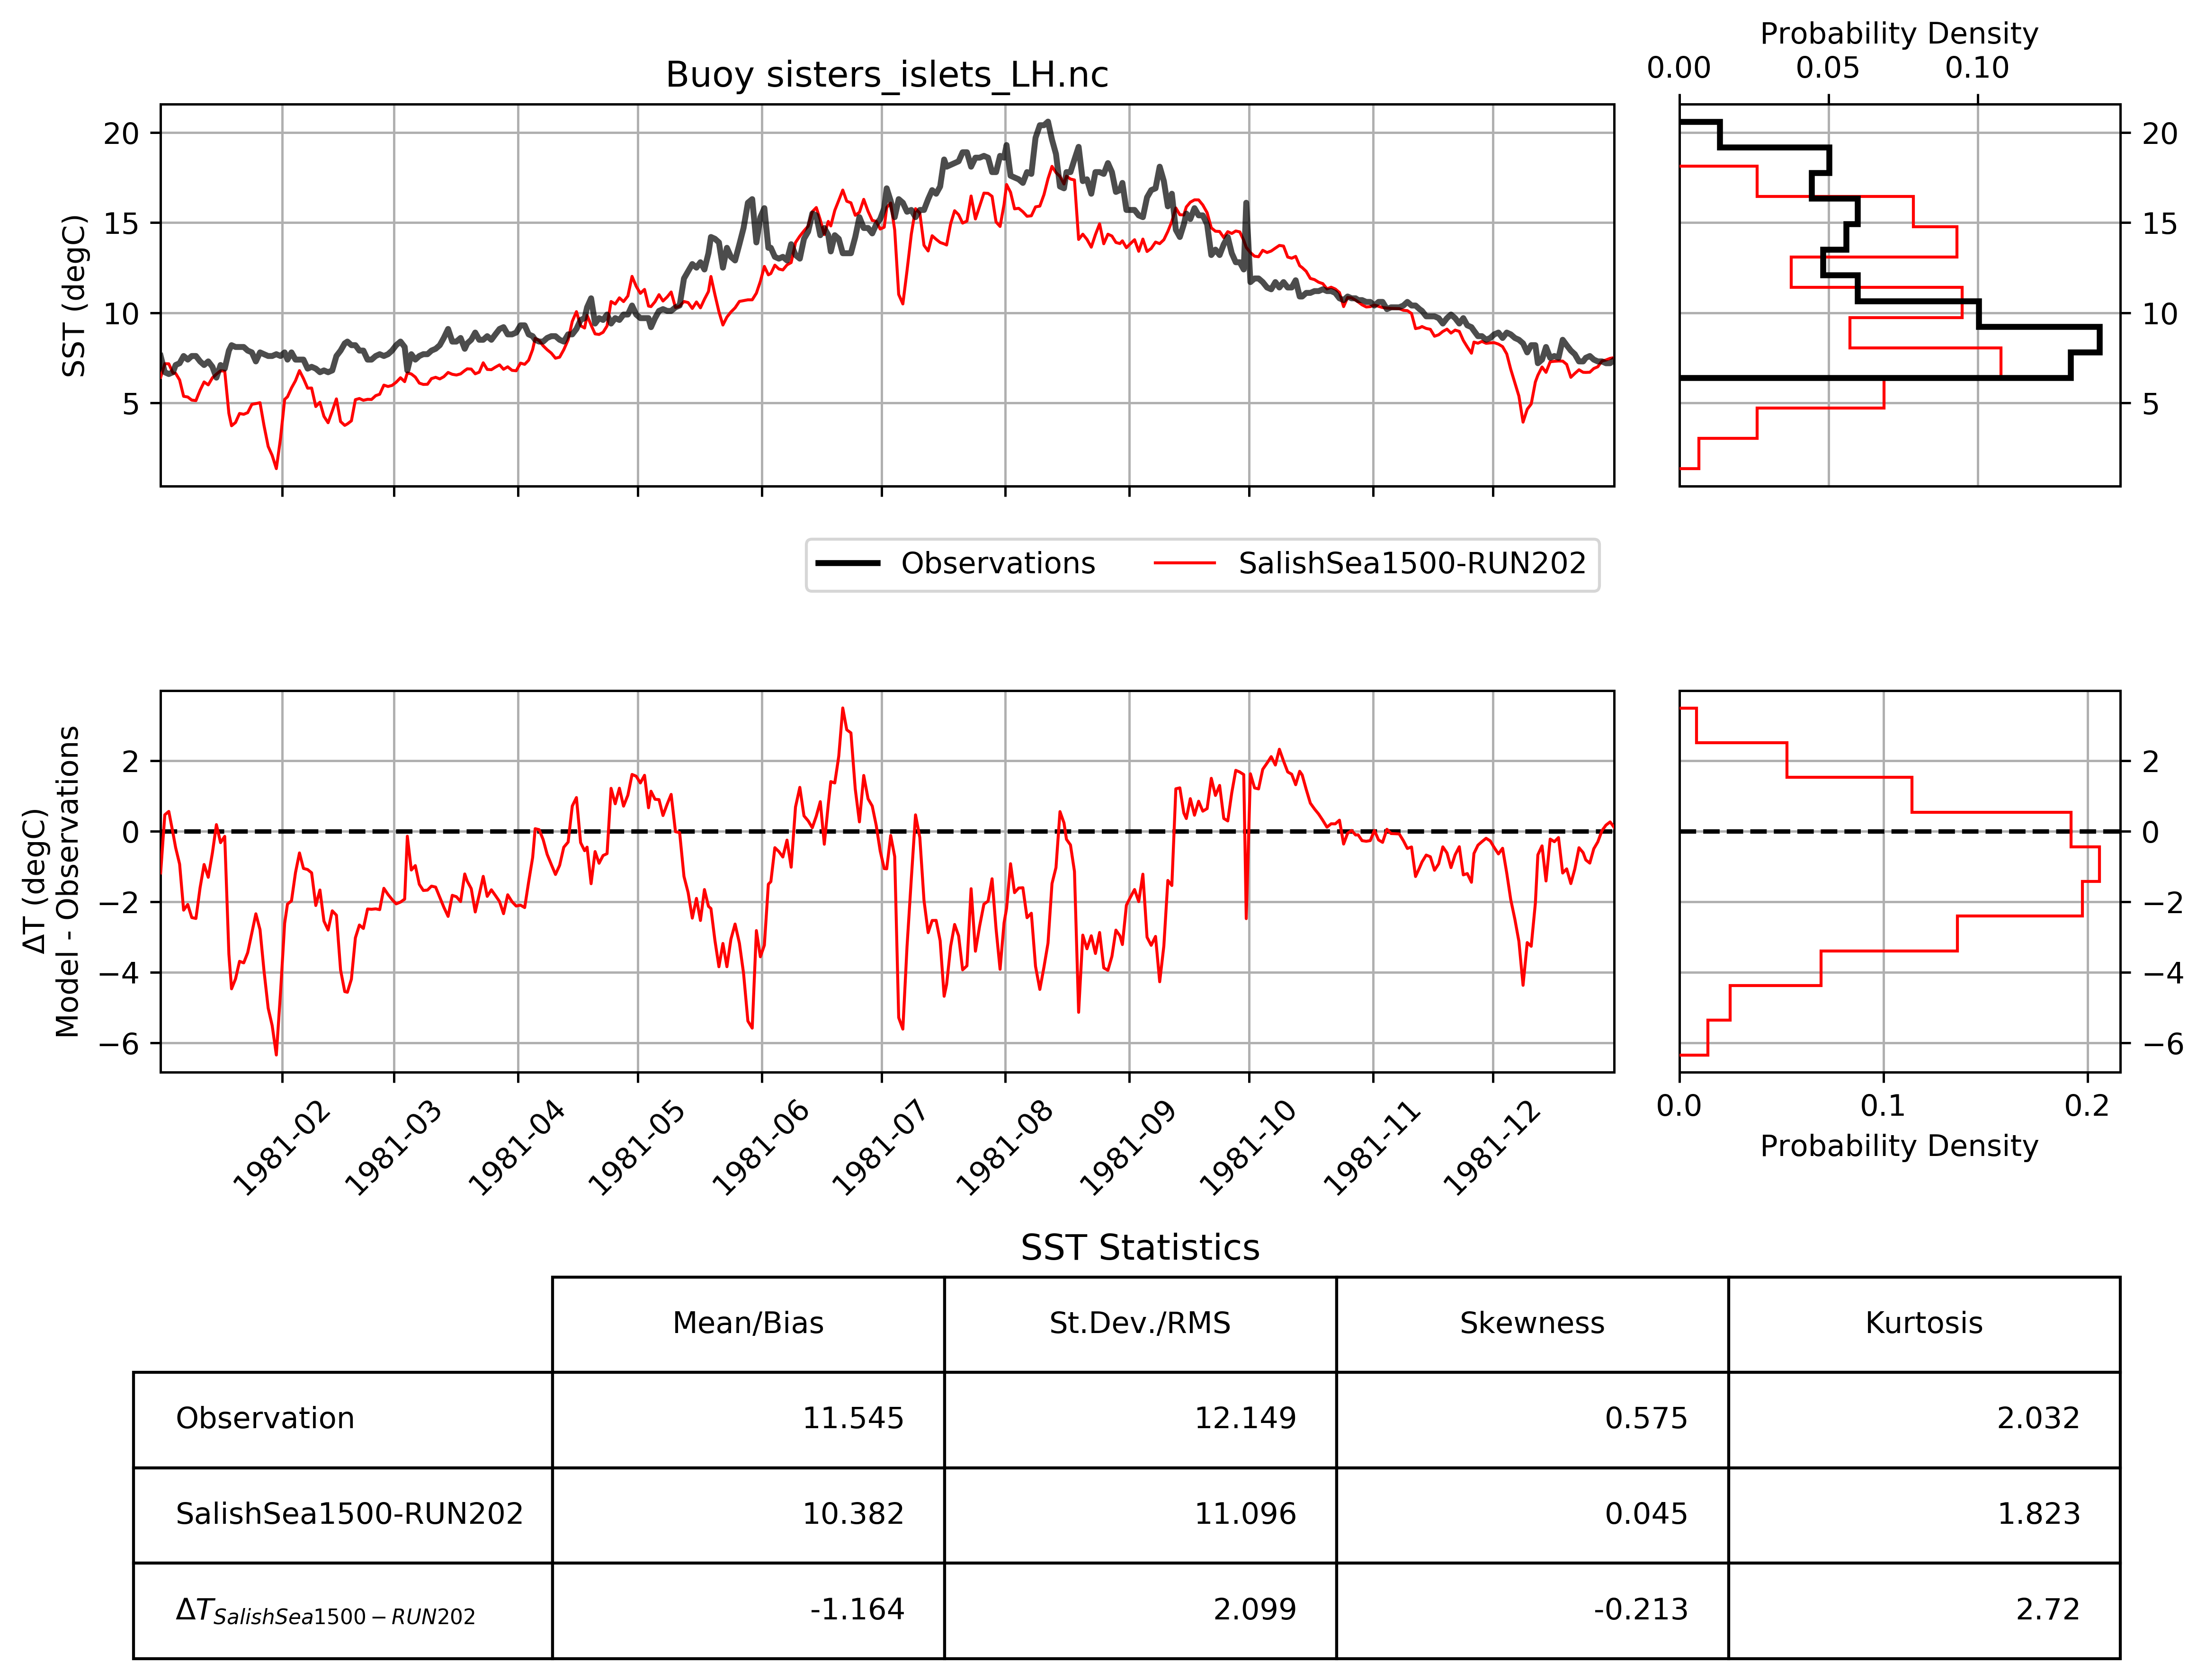 Probability Density
0.00 0.05 0.10
Buoy sisters_islets_LH.nc
SST (degC)
20
15
10
5
20
15
10
5
Observations SalishSea1500-RUN202
ΔT (degC)
Model - Observations
2
0
−2
−4
−6
2
0
−2
−4
−6
1981-02 1981-03 1981-04 1981-05 1981-06 1981-07 1981-08 1981-09 1981-10 1981-11 1981-12
0.0 0.1 0.2
Probability Density
SST Statistics
Mean/Bias St.Dev./RMS Skewness Kurtosis
Observation 11.545 12.149 0.575 2.032
SalishSea1500-RUN202 10.382 11.096 0.045 1.823
ΔT SalishSea1500−RUN202 -1.164 2.099 -0.213 2.72